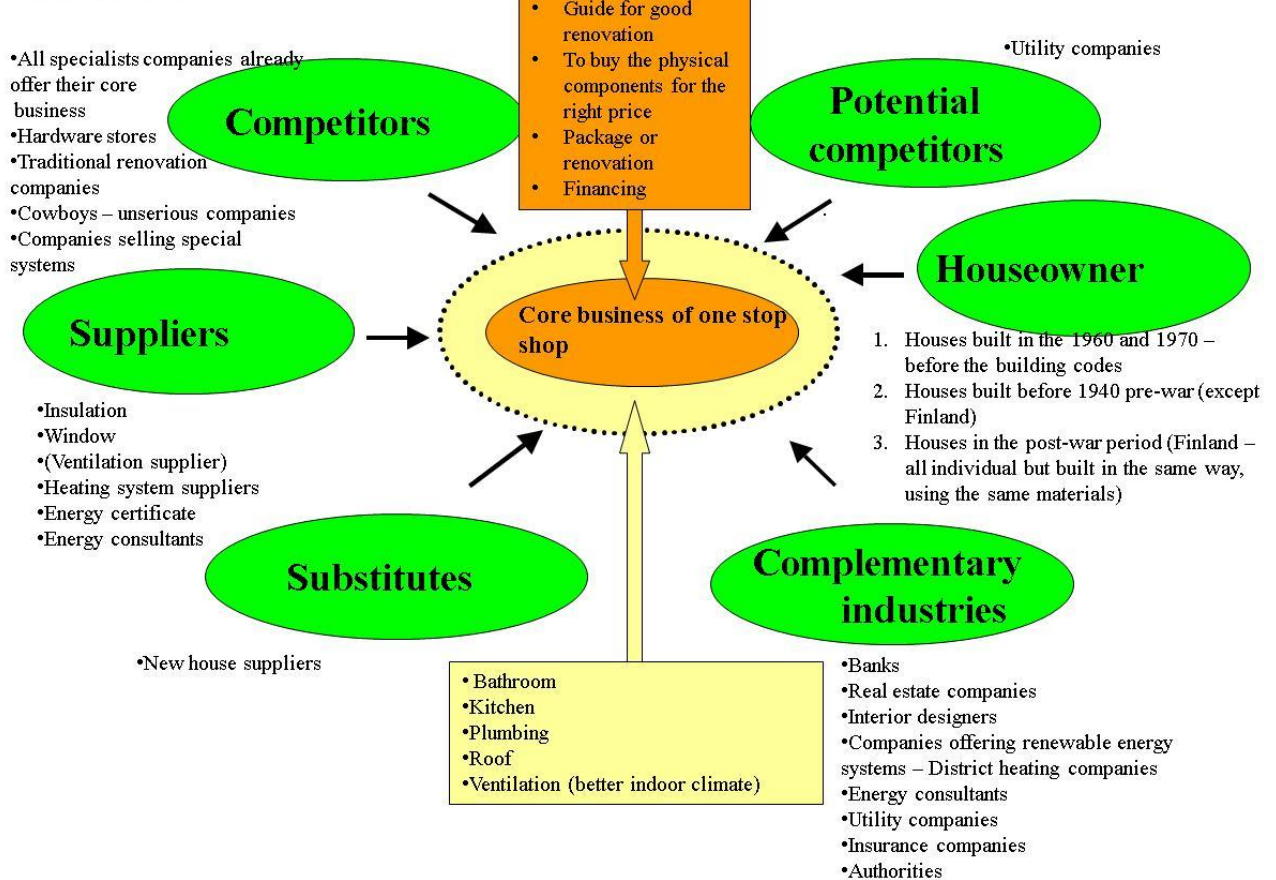 • Guide for good
renovation
• To buy the physical
components for the
right price
• Package or
renovation
• Financing
•All specialists companies already
offer their core
business
•Hardware stores
•Traditional renovation
companies
•Cowboys – unserious companies
•Companies selling special
systems
Competitors
Potential
competitors
•Utility companies
Houseowner
1. Houses built in the 1960 and 1970 –
before the building codes
2. Houses built before 1940 pre-war (except
Finland)
3. Houses in the post-war period (Finland –
all individual but built in the same way,
using the same materials)
Suppliers
•Insulation
•Window
•(Ventilation supplier)
•Heating system suppliers
•Energy certificate
•Energy consultants
Core business of one stop
shop
Substitutes
•New house suppliers
• Bathroom
•Kitchen
•Plumbing
•Roof
•Ventilation (better indoor climate)
Complementary
industries
•Banks
•Real estate companies
•Interior designers
•Companies offering renewable energy
systems – District heating companies
•Energy consultants
•Utility companies
•Insurance companies
•Authorities